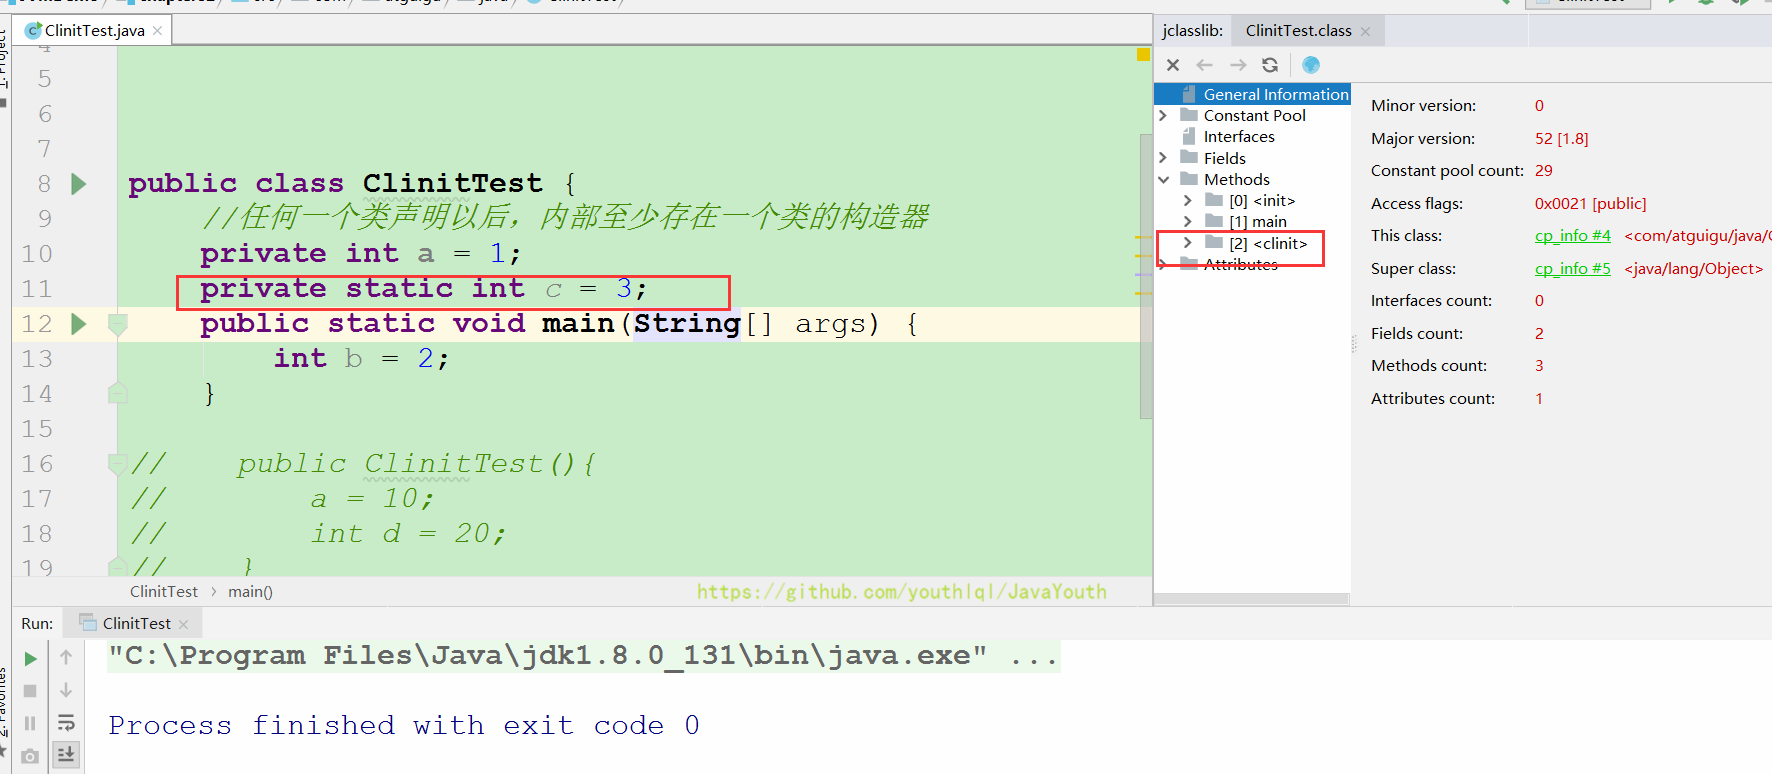 ClinitTest.java
4
5
6
7
8 public class ClinitTest {
9 //任何一个类声明以后，内部至少存在一个类的构造器
10 private int a = 1;
11 private static int c = 3;
12 public static void main(String[] args) {
13 int b = 2;
14 }
15
16 // public ClinitTest(){
17 // a = 10;
18 // int d = 20;
19 // }
ClinitTest > main()
https://github.com/youthlql/JavaYouth
jclasslib: ClinitTest.class
General Information
Constant Pool
Interfaces
Fields
Methods
[0] <init>
[1] main
[2] <clinit>
Attributes
Minor version: 0
Major version: 52 [1.8]
Constant pool count: 29
Access flags: 0x0021 [public]
This class: cp_info #4 <com/atguigu/java/C
Super class: cp_info #5 <java/lang/Object>
Interfaces count: 0
Fields count: 2
Methods count: 3
Attributes count: 1
Run: ClinitTest
"C:\Program Files\Java\jdk1.8.0_131\bin\java.exe" ...
Process finished with exit code 0
2: Favorites